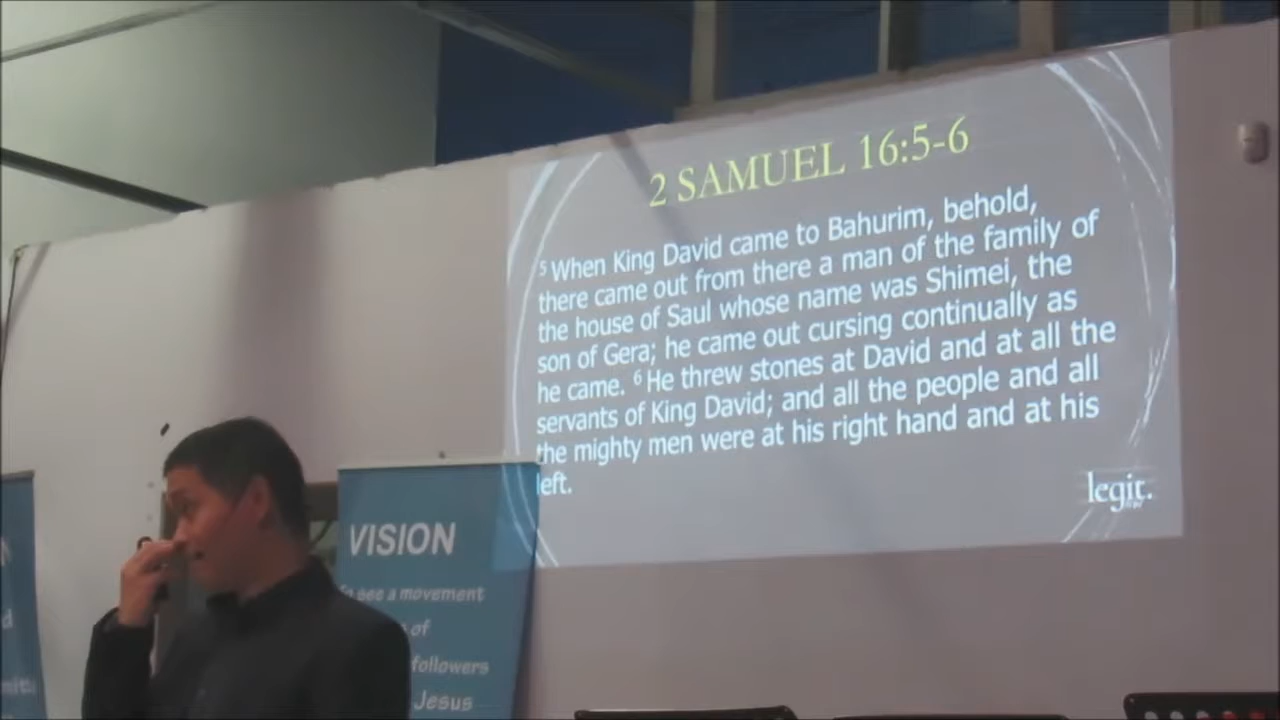 2 SAMUEL 16:5-6
5 When King David came to Bahurim, behold,
there came out from there a man of the family of
the house of Saul whose name was Shimei, the
son of Gera; he came out cursing continually as
he came. 6 He threw stones at David and at all the
servants of King David; and all the people and all
the mighty men were at his right hand and at his
left.
legit.
VISION
see a movement
of
followers
Jesus